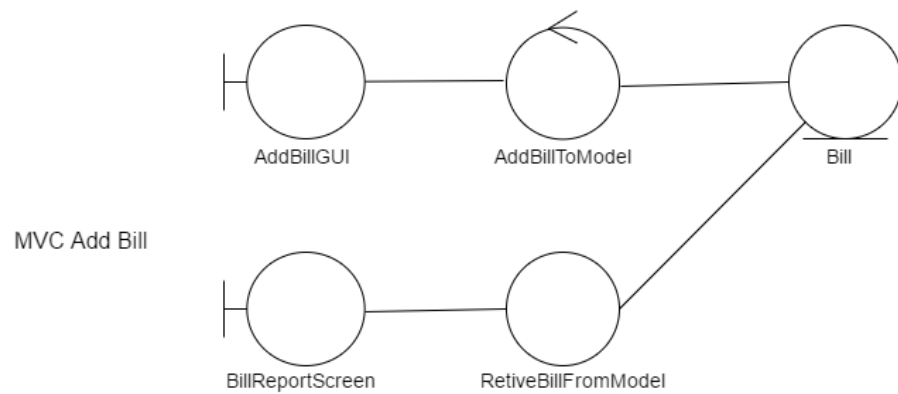 AddBillGUI
AddBillToModel
Bill
MVC Add Bill
BillReportScreen
RetiveBillFromModel